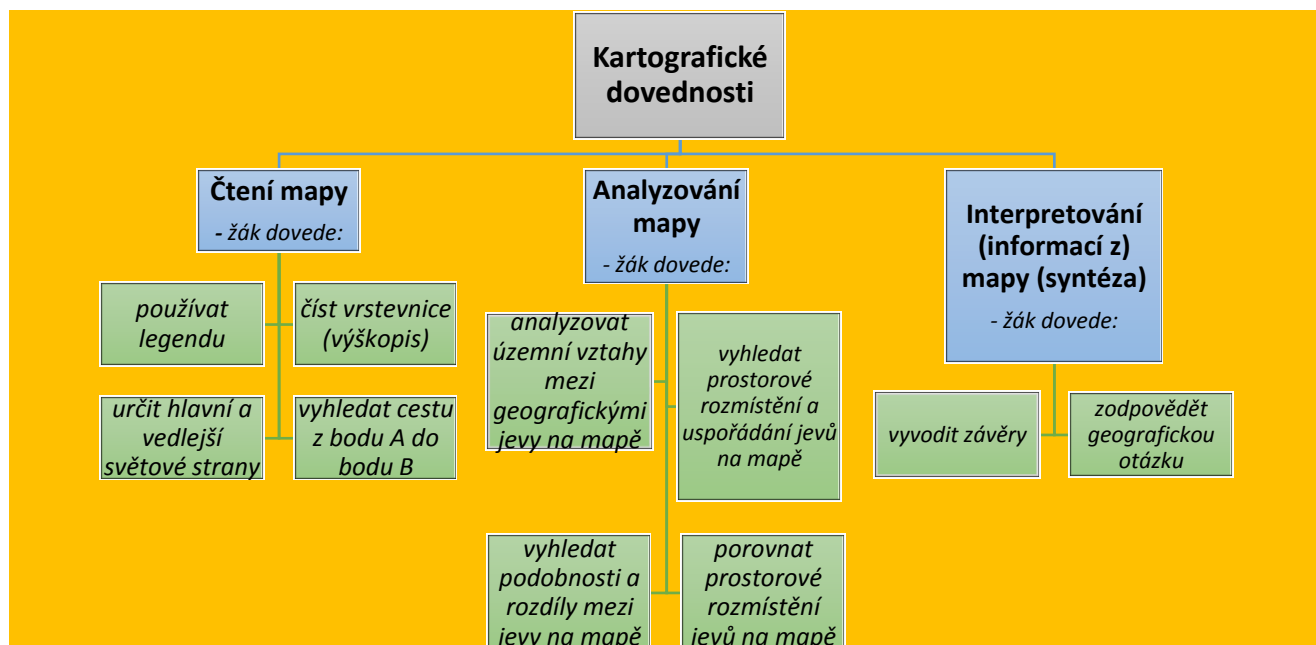 Kartografické
dovednosti
Čtení mapy
- žák dovede:
používat
legendu
číst vrstevnice
(výškopis)
určit hlavní a
vedlejší
světové strany
vyhledat cestu
z bodu A do
bodu B
Analyzování
mapy
- žák dovede:
analyzovat
územní vztahy
mezi
geografickými
jevy na mapě
vyhledat
prostorové
rozmístění a
uspořádání jevů
na mapě
vyhledat
podobnosti a
rozdíly mezi
jevy na mapě
porovnat
prostorové
rozmístění
jevů na mapě
Interpretování
(informací z)
mapy (syntéza)
- žák dovede:
vyvodit závěry
zodpovědět
geografickou
otázku